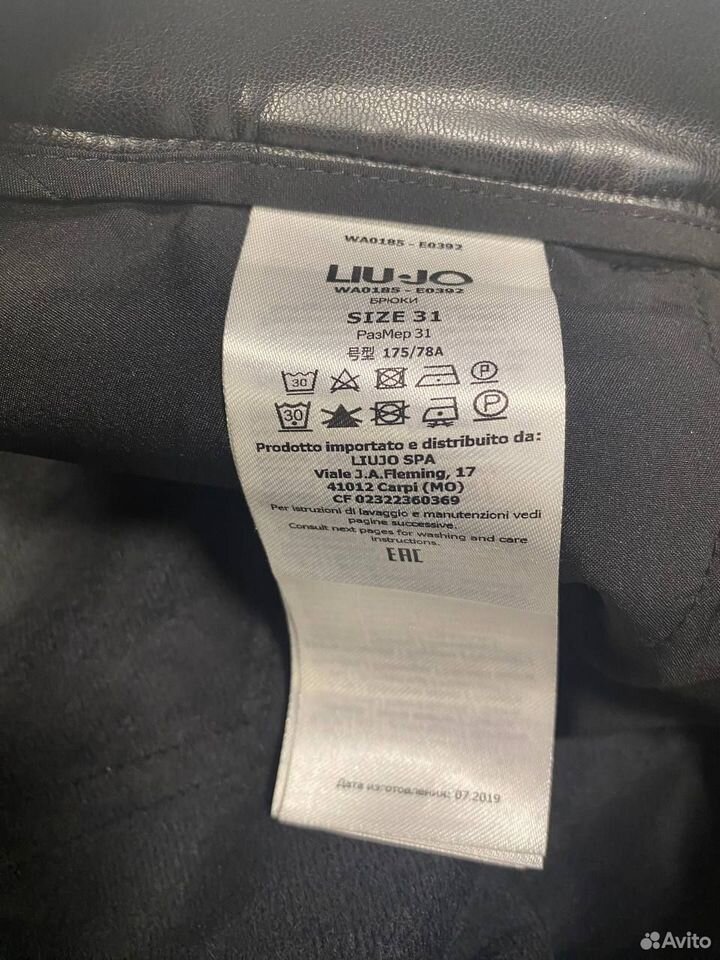 WA0185 - E0392
LIU·JO
WA0185 - E0392
БРЮКИ
SIZE 31
РаЗМер 31
号型 175/78A
30
P
30
P
Prodotto importato e distribuito da:
LIUJO SPA
Viale J.A.Fleming, 17
41012 Carpi (MO)
CF 02322360369
Per istruzioni di lavaggio e manutenzioni vedi
pagine successive.
Consult next pages for washing and care
instructions.
EAC
Дата изготовления: 07.2019
Avito